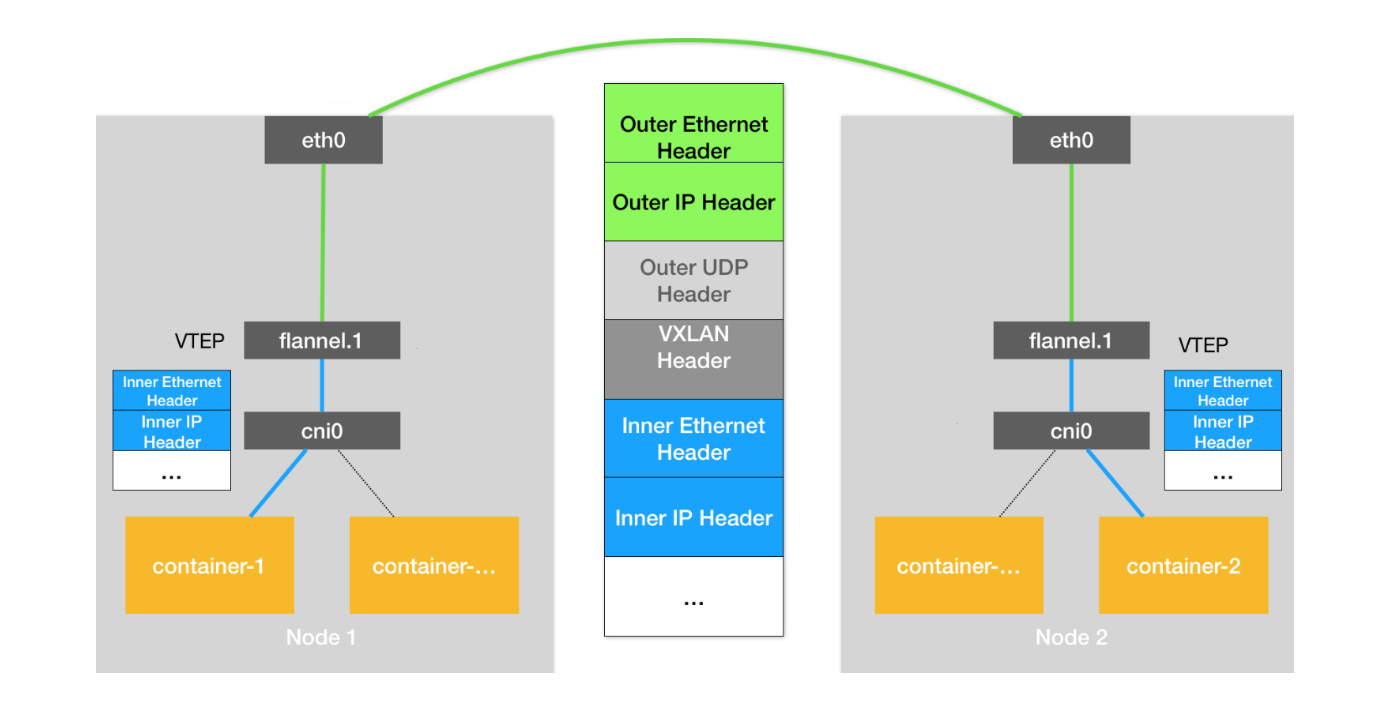 eth0
VTEP
flannel.1
Inner Ethernet
Header
Inner IP
Header
...
cni0
container-1
container-...
Node 1
Outer Ethernet
Header
Outer IP Header
Outer UDP
Header
VXLAN
Header
Inner Ethernet
Header
Inner IP Header
...
eth0
flannel.1
VTEP
cni0
Inner Ethernet
Header
Inner IP
Header
...
container-...
container-2
Node 2